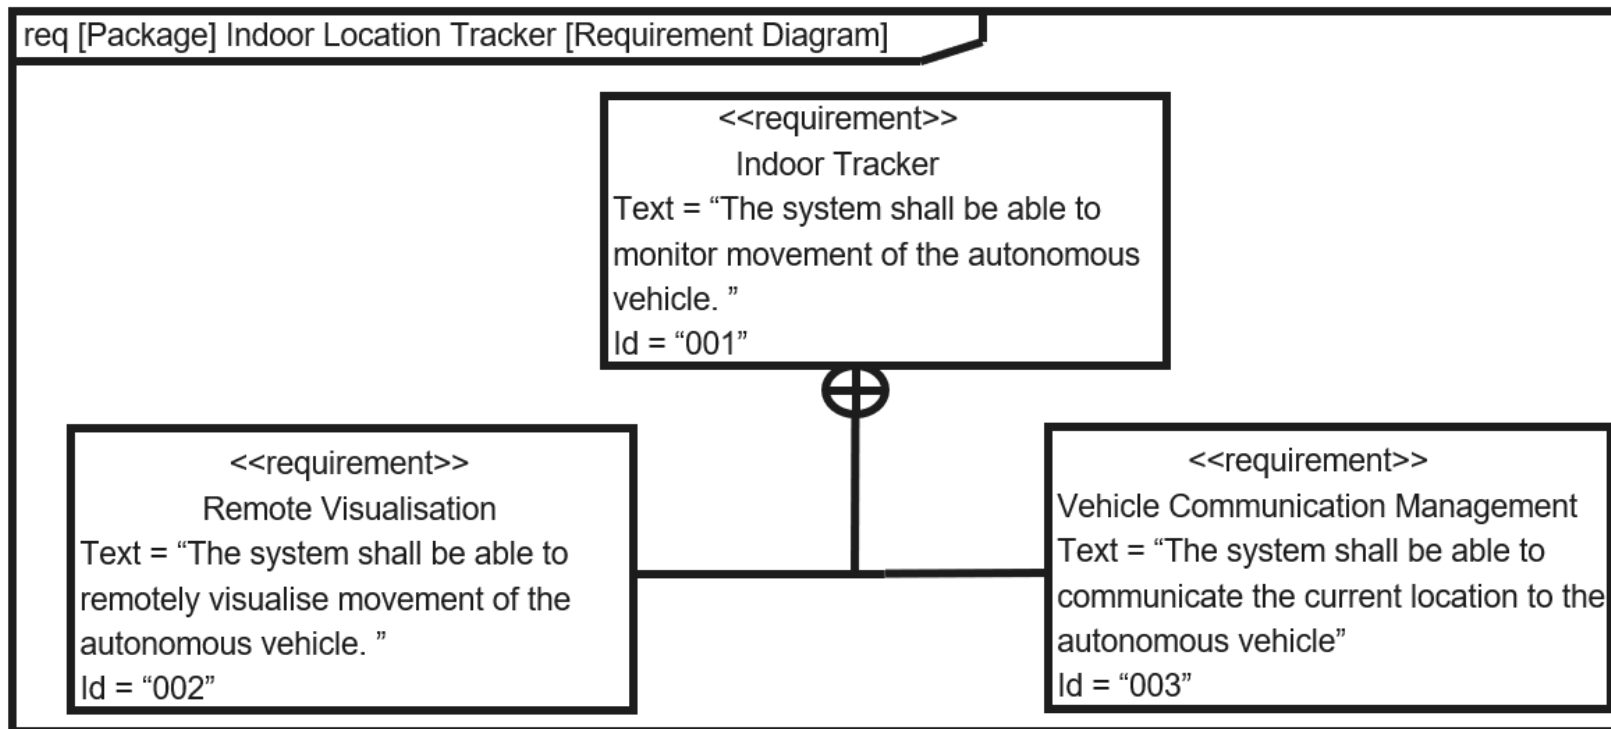 req [Package] Indoor Location Tracker [Requirement Diagram]
<<requirement>>
Indoor Tracker
Text = “The system shall be able to
monitor movement of the autonomous
vehicle. ”
Id = “001”
<<requirement>>
Remote Visualisation
Text = “The system shall be able to
remotely visualise movement of the
autonomous vehicle. ”
Id = “002”
<<requirement>>
Vehicle Communication Management
Text = “The system shall be able to
communicate the current location to the
autonomous vehicle”
Id = “003”